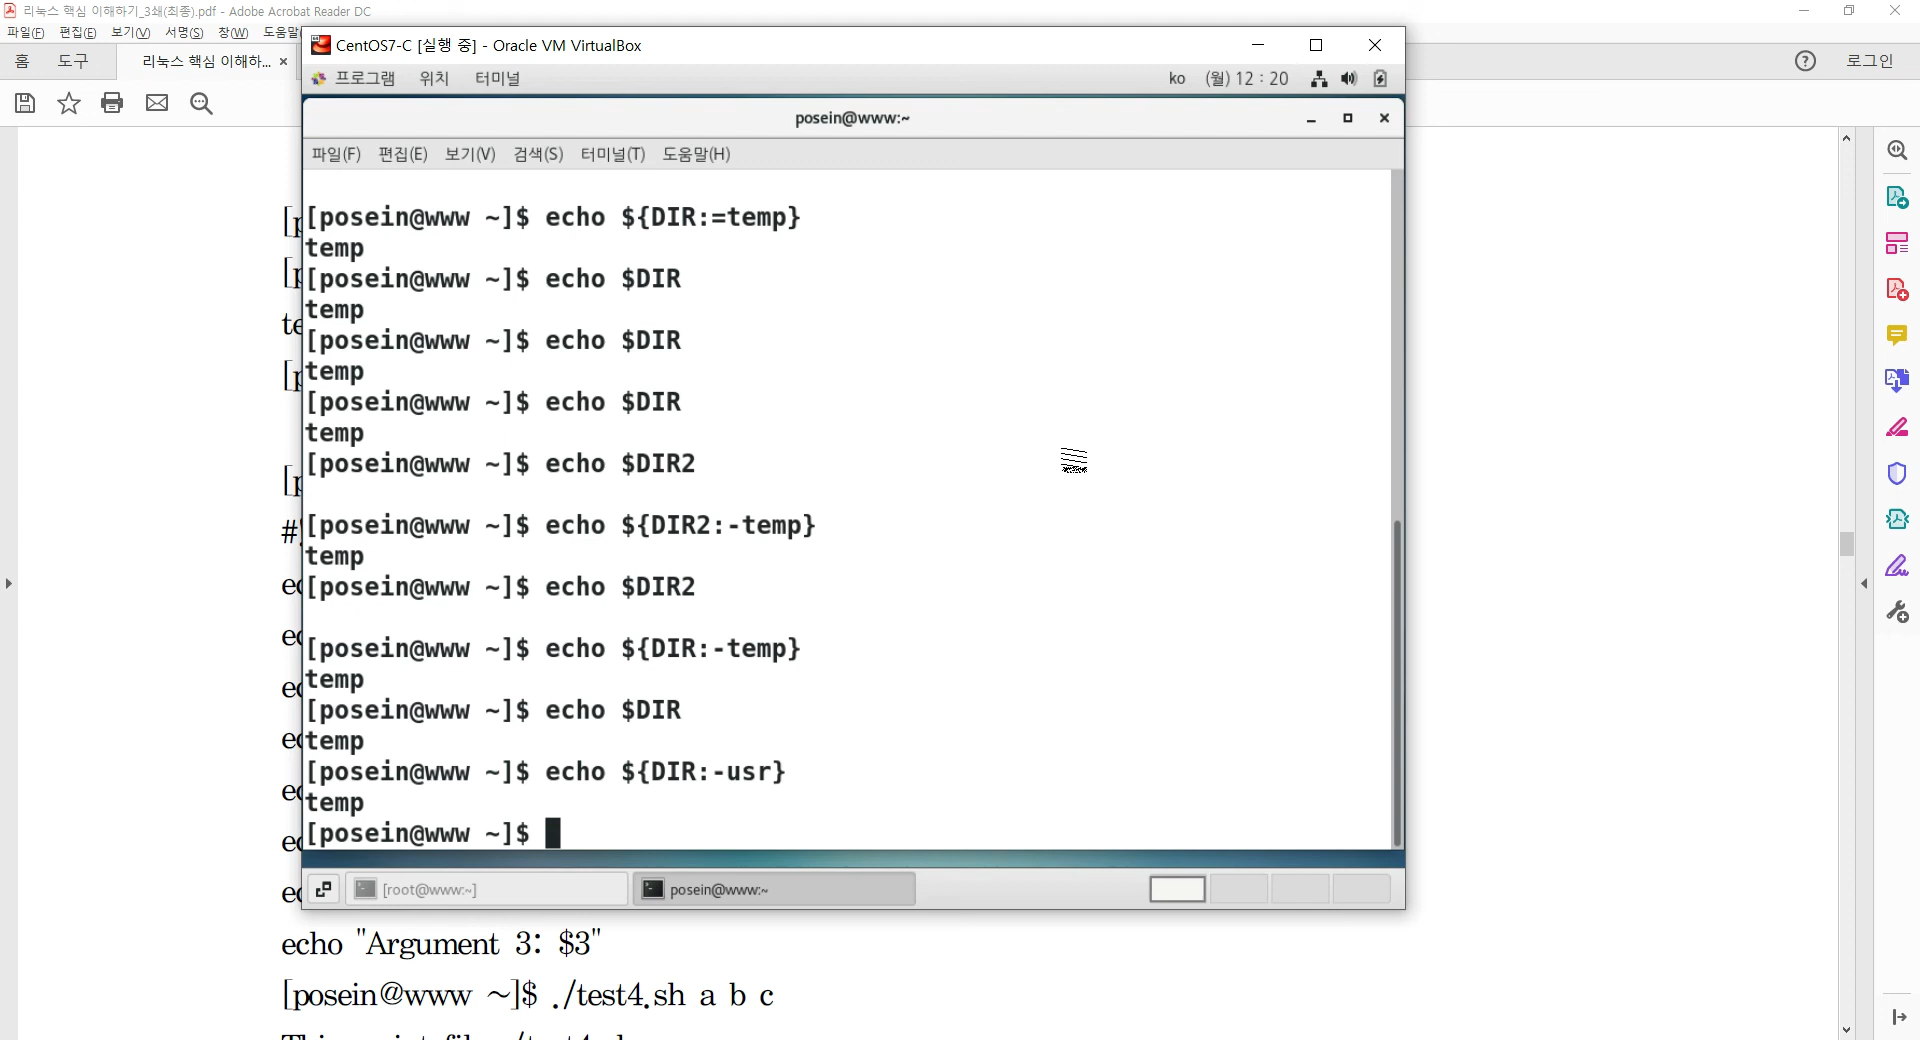 리눅스 핵심 이해하기_3쇄(최종).pdf - Adobe Acrobat Reader DC
파일(F) 편집(E) 보기(V) 서명(S) 창(W) 도움말
홈 도구 리눅스 핵심 이해하... × 로그인
CentOS7-C [실행 중] - Oracle VM VirtualBox
프로그램 위치 터미널 ko (월) 12 : 20
posein@www:~
파일(F) 편집(E) 보기(V) 검색(S) 터미널(T) 도움말(H)
[posein@www ~]$ echo ${DIR:=temp}
temp
[posein@www ~]$ echo $DIR
temp
[posein@www ~]$ echo $DIR
temp
[posein@www ~]$ echo $DIR
temp
[posein@www ~]$ echo $DIR2
[posein@www ~]$ echo ${DIR2:-temp}
temp
[posein@www ~]$ echo $DIR2
[posein@www ~]$ echo ${DIR:-temp}
temp
[posein@www ~]$ echo $DIR
temp
[posein@www ~]$ echo ${DIR:-usr}
temp
[posein@www ~]$
[root@www:~] posein@www:~
echo "Argument 3: $3"
[posein@www ~]$ ./test4.sh a b c